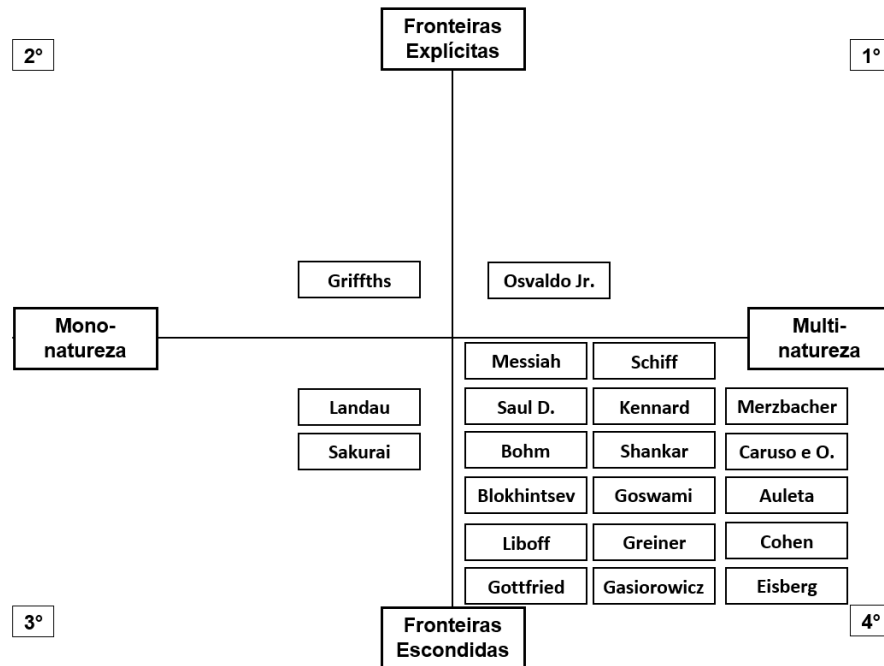 Fronteiras
Explícitas
2°
1°
Griffths
Osvaldo Jr.
Mono-
natureza
Multi-
natureza
Messiah
Schiff
Landau
Saul D.
Kennard
Merzbacher
Sakurai
Bohm
Shankar
Caruso e O.
Blokhintsev
Goswami
Auleta
Liboff
Greiner
Cohen
Gottfried
Gasiorowicz
Eisberg
3°
4°
Fronteiras
Escondidas